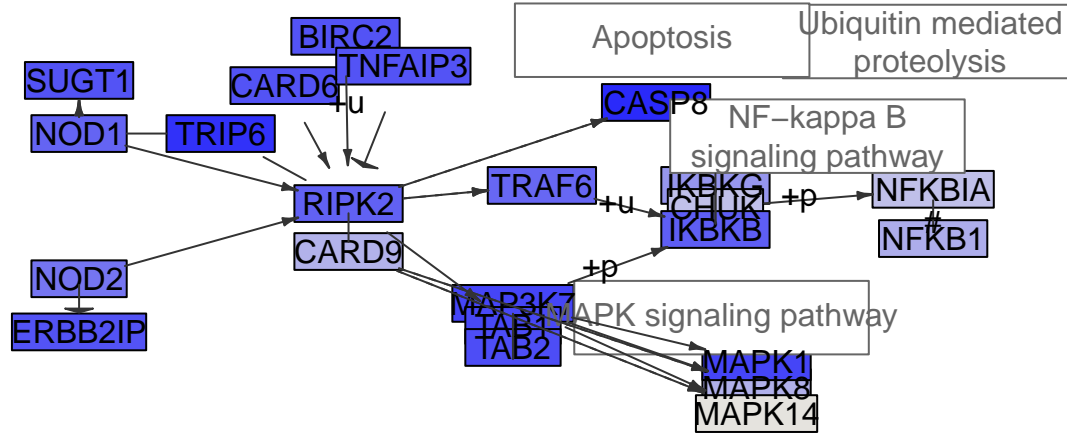 Apoptosis
Ubiquitin mediated
proteolysis
BIRC2
TNFAIP3
SUGT1
CARD6
+u
CASP8
NOD1
TRIP6
NF−kappa B
signaling pathway
TRAF6
IKBKG
NFKBIA
RIPK2
+u
CHUK
+p
#
IKBKB
NFKB1
CARD9
NOD2
+p
MAP3K7
MAPK signaling pathway
ERBB2IP
TAB1
TAB2
MAPK1
MAPK8
MAPK14